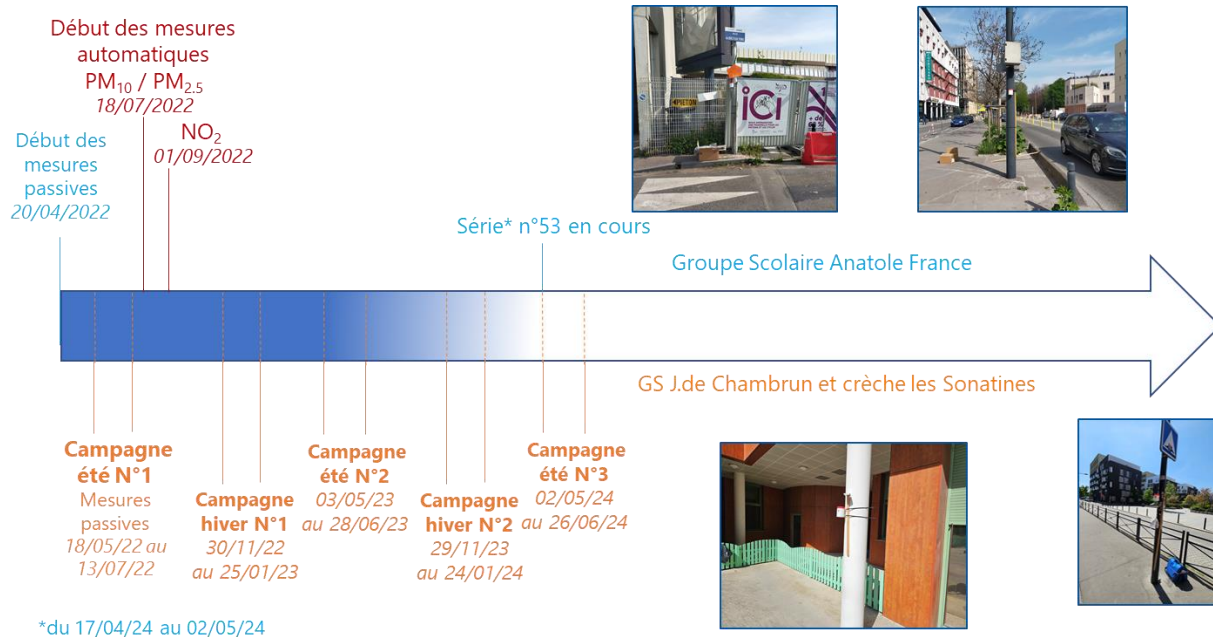 Début des mesures
automatiques
PM₁₀ / PM₂.₅
18/07/2022
NO₂
01/09/2022
Début des
mesures
passives
20/04/2022
PIETON
iCi
Série* n°53 en cours
Groupe Scolaire Anatole France
GS J.de Chambrun et crèche les Sonatines
Campagne
été N°1
Mesures
passives
18/05/22 au
13/07/22
Campagne
hiver N°1
30/11/22
au 25/01/23
Campagne
été N°2
03/05/23
au 28/06/23
Campagne
hiver N°2
29/11/23
au 24/01/24
Campagne
été N°3
02/05/24
au 26/06/24
*du 17/04/24 au 02/05/24